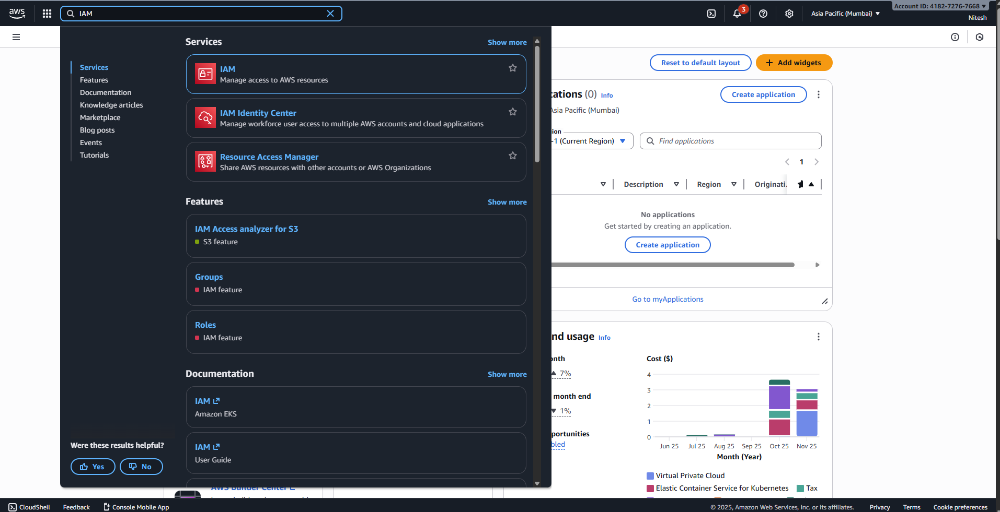 aws
IAM
3
Asia Pacific (Mumbai)
Account ID: 4182-7276-7668
Nitesh
Services
Features
Documentation
Knowledge articles
Marketplace
Blog posts
Events
Tutorials
Were these results helpful?
Yes
No
Services
Show more
IAM
Manage access to AWS resources
IAM Identity Center
Manage workforce user access to multiple AWS accounts and cloud applications
Resource Access Manager
Share AWS resources with other accounts or AWS Organizations
Features
Show more
IAM Access analyzer for S3
S3 feature
Groups
IAM feature
Roles
IAM feature
Documentation
Show more
IAM
Amazon EKS
IAM
User Guide
AWS Builder Center
Reset to default layout
Add widgets
cations (0) Info
Create application
Asia Pacific (Mumbai)
ion
-1 (Current Region)
Find applications
1
Description
Region
Originati.
No applications
Get started by creating an application.
Create application
Go to myApplications
nd usage Info
onth
7%
month end
1%
portunities
bled
Cost ($)
4
3
2
1
0
Jun 25
Jul 25
Aug 25
Sep 25
Oct 25
Nov 25
Month (Year)
Virtual Private Cloud
Elastic Container Service for Kubernetes
Tax
CloudShell
Feedback
Console Mobile App
© 2025, Amazon Web Services, Inc. or its affiliates.
Privacy
Terms
Cookie preferences